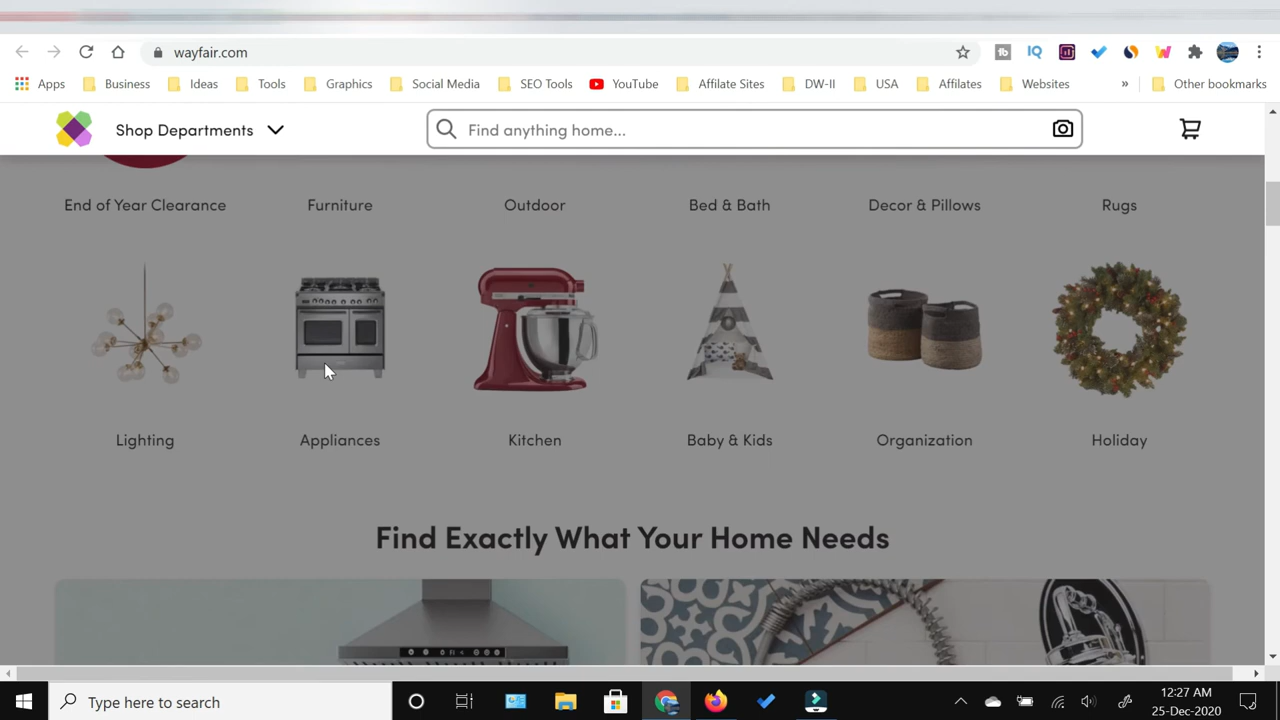 wayfair.com
Apps Business Ideas Tools Graphics Social Media SEO Tools YouTube Affiliate Sites DW-II USA Affiliates Websites » Other bookmarks
Shop Departments Find anything home...
End of Year Clearance Furniture Outdoor Bed & Bath Decor & Pillows Rugs
Lighting Appliances Kitchen Baby & Kids Organization Holiday
Find Exactly What Your Home Needs
Type here to search
12:27 AM
25-Dec-2020